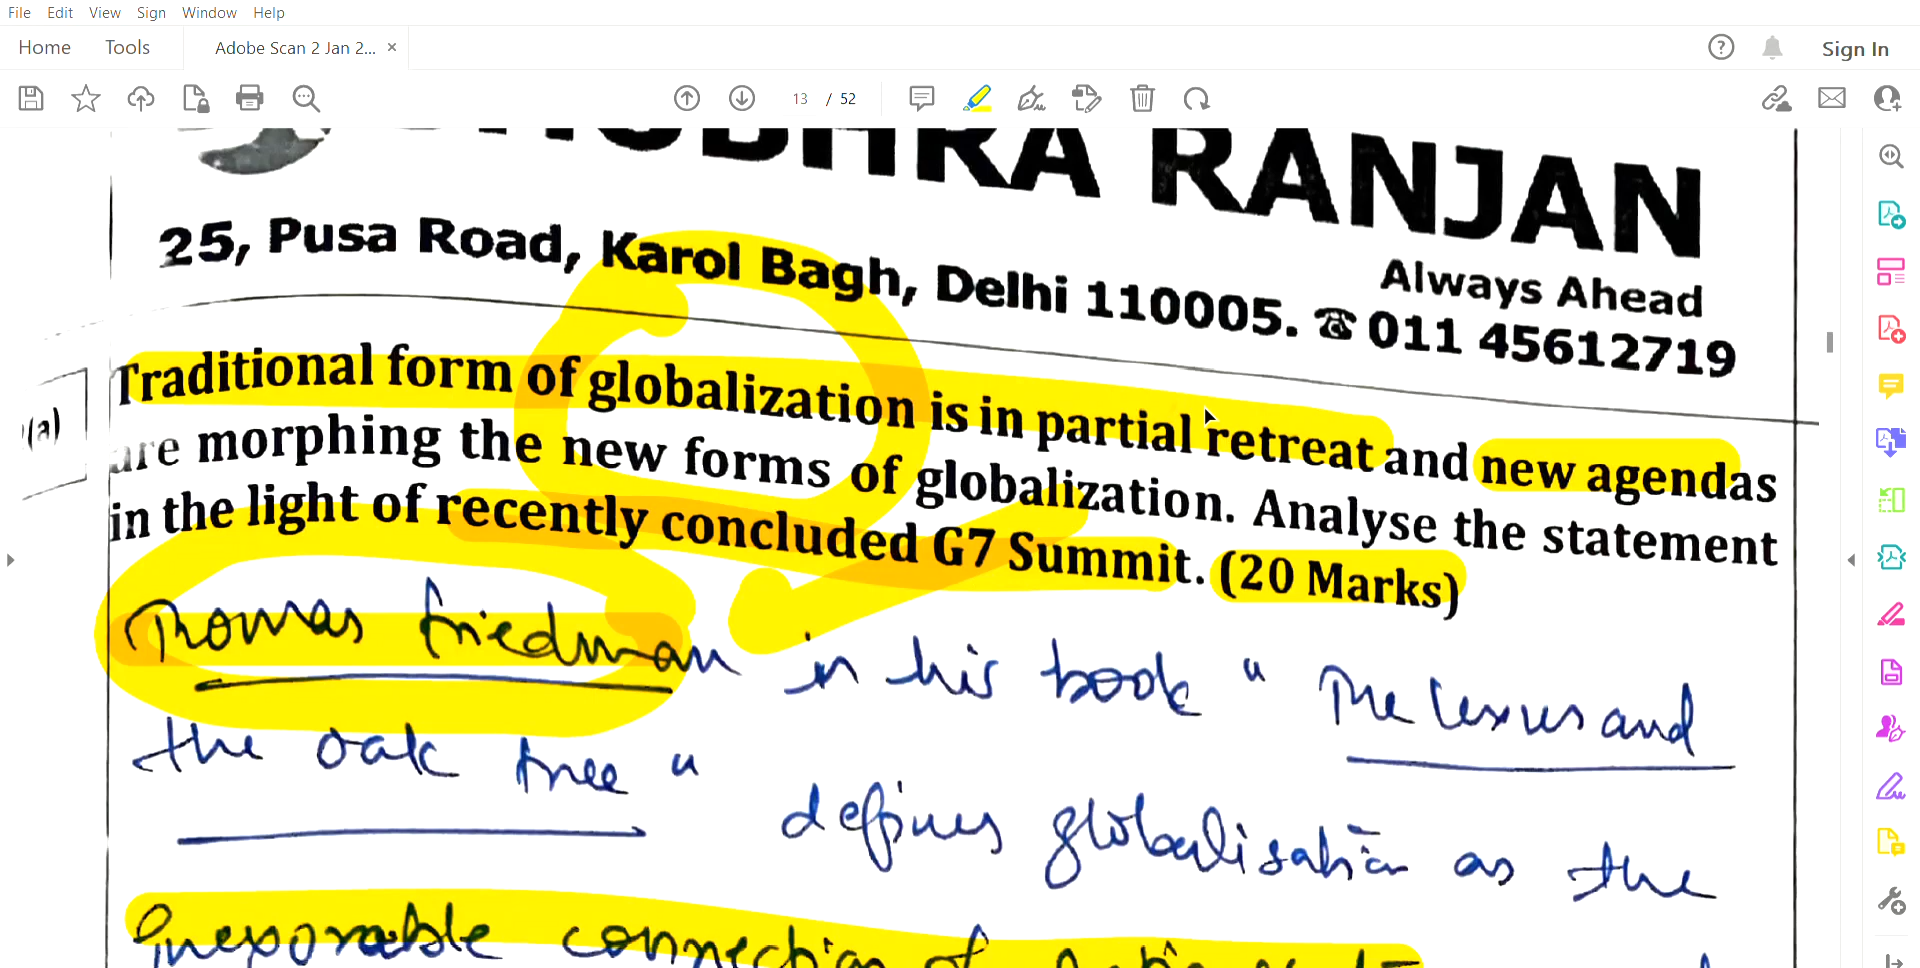 File Edit View Sign Window Help
Home Tools Adobe Scan 2 Jan 2... × Sign In
13 / 52
RANJAN
25, Pusa Road, Karol Bagh, Delhi 110005. ☎ 011 45612719
Always Ahead
(a)
Traditional form of globalization is in partial retreat and new agendas
are morphing the new forms of globalization. Analyse the statement
in the light of recently concluded G7 Summit. (20 Marks)
Thomas Friedman in his book "The Lexus and
the oak tree" defines globalisation as the
Inexorable connection of